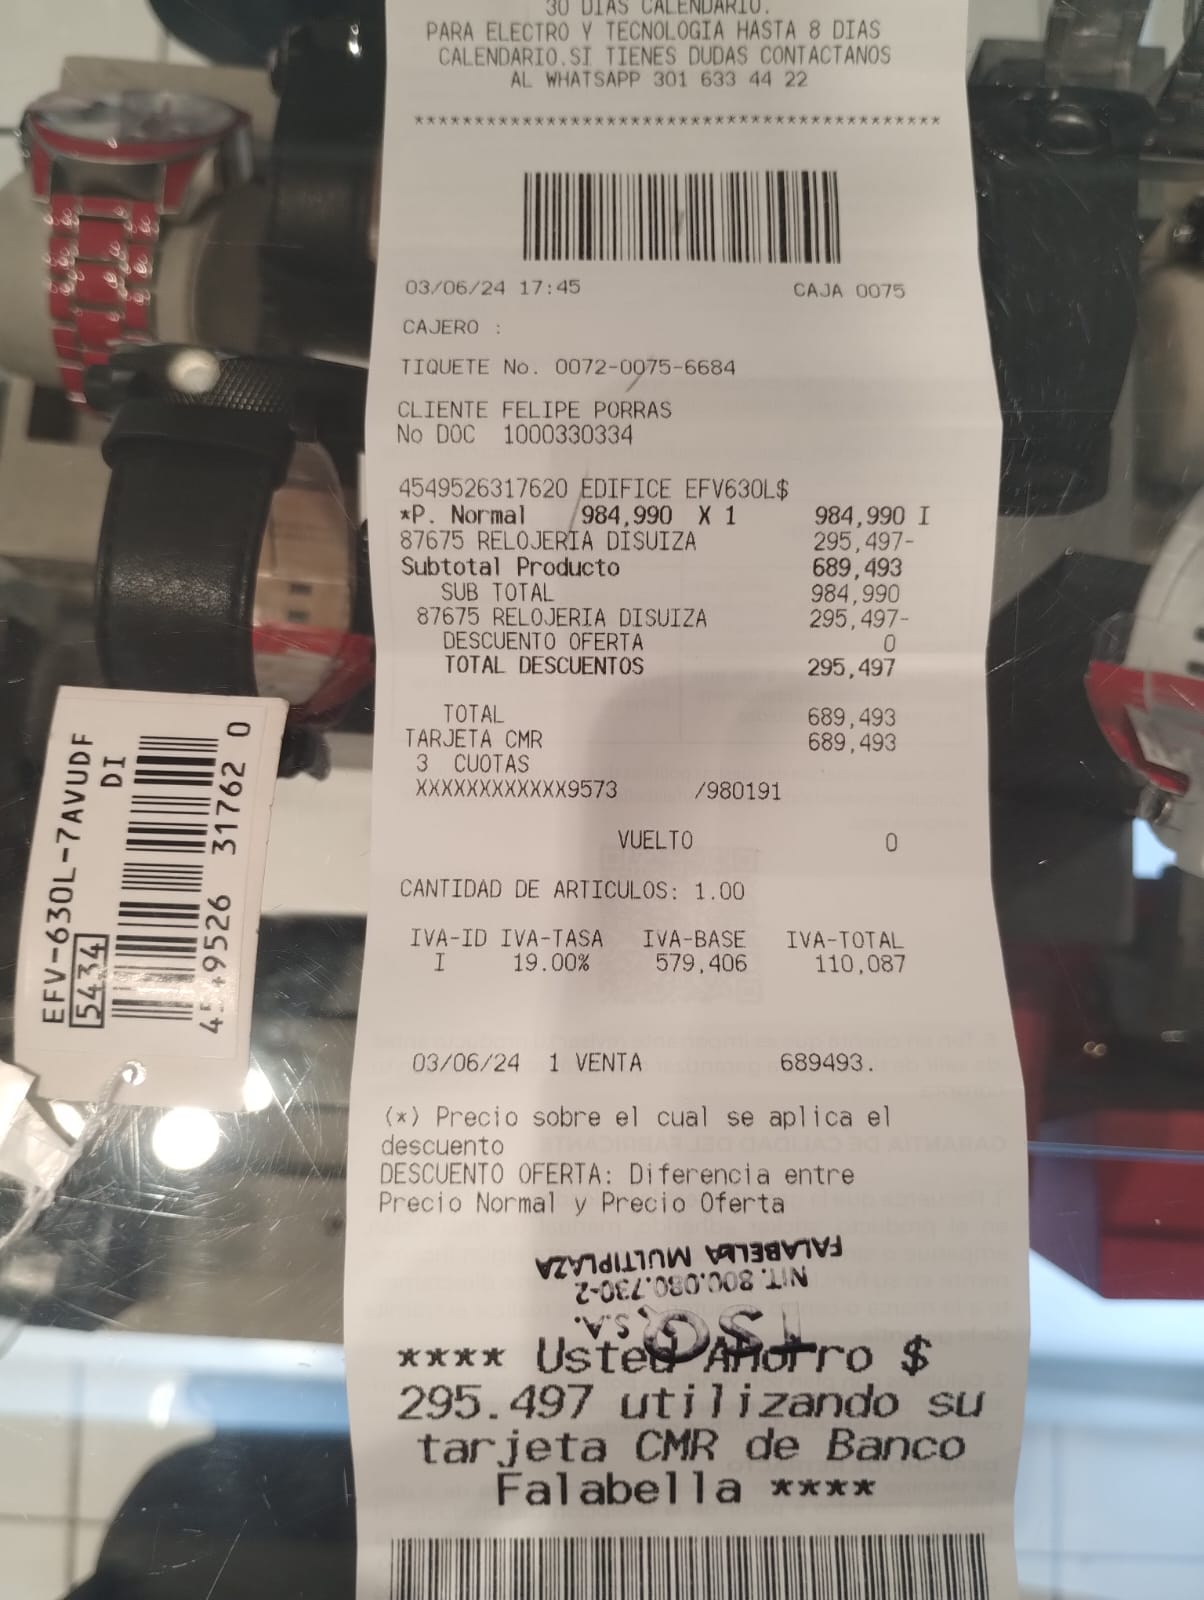 30 DIAS CALENDARIO.
PARA ELECTRO Y TECNOLOGIA HASTA 8 DIAS
CALENDARIO.SI TIENES DUDAS CONTACTANOS
AL WHATSAPP 301 633 44 22
********************************************
03/06/24 17:45 CAJA 0075
CAJERO :
TIQUETE No. 0072-0075-6684
CLIENTE FELIPE PORRAS
No DOC 1000330334
4549526317620 EDIFICE EFV630L$
*P. Normal 984,990 X 1 984,990 I
87675 RELOJERIA DISUIZA 295,497-
Subtotal Producto 689,493
SUB TOTAL 984,990
87675 RELOJERIA DISUIZA 295,497-
DESCUENTO OFERTA 0
TOTAL DESCUENTOS 295,497
TOTAL 689,493
TARJETA CMR 689,493
3 CUOTAS
XXXXXXXXXXXX9573 /980191
VUELTO 0
CANTIDAD DE ARTICULOS: 1.00
IVA-ID IVA-TASA IVA-BASE IVA-TOTAL
I 19.00% 579,406 110,087
03/06/24 1 VENTA 689493.
(*) Precio sobre el cual se aplica el
descuento
DESCUENTO OFERTA: Diferencia entre
Precio Normal y Precio Oferta
FALABELLA MULTIPLAZA
NIT. 800.080.730-2
S.A.
**** Usted Ahorro $
295.497 utilizando su
tarjeta CMR de Banco
Falabella ****
EFV-630L-7AVUDF
DI
5434
4549526 317620